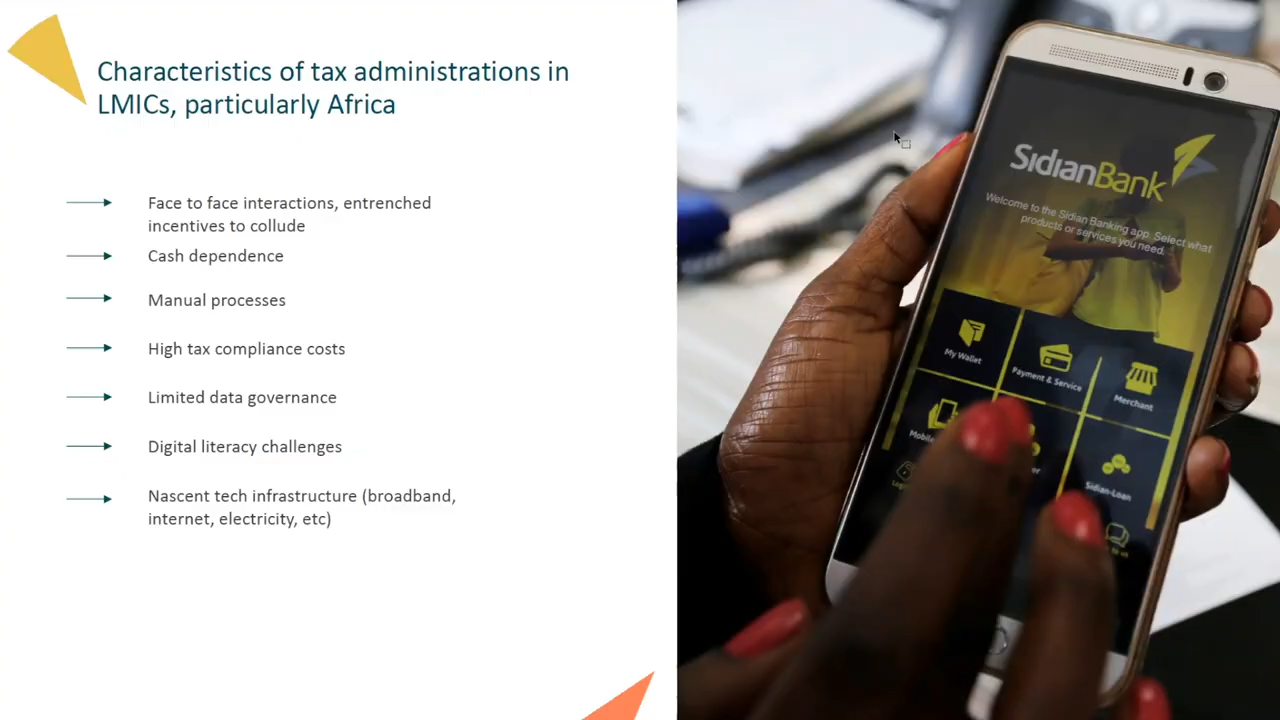 Characteristics of tax administrations in
LMICs, particularly Africa
Face to face interactions, entrenched
incentives to collude
Cash dependence
Manual processes
High tax compliance costs
Limited data governance
Digital literacy challenges
Nascent tech infrastructure (broadband,
internet, electricity, etc)
SidianBank
Welcome to the Sidian Banking app. Select what
products or services you need.
My Wallet
Payment & Service
Merchant
Sidian-Loan